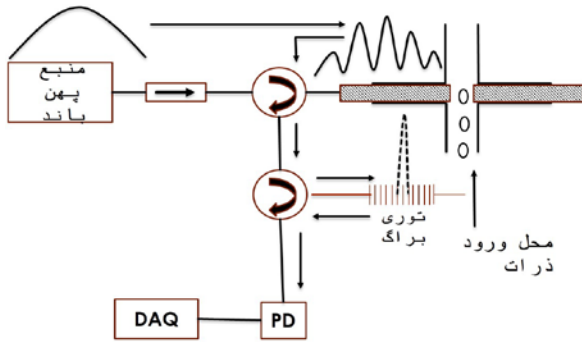 منبع
پهن
باند
توری
براگ
محل ورود
ذرات
DAQ
PD